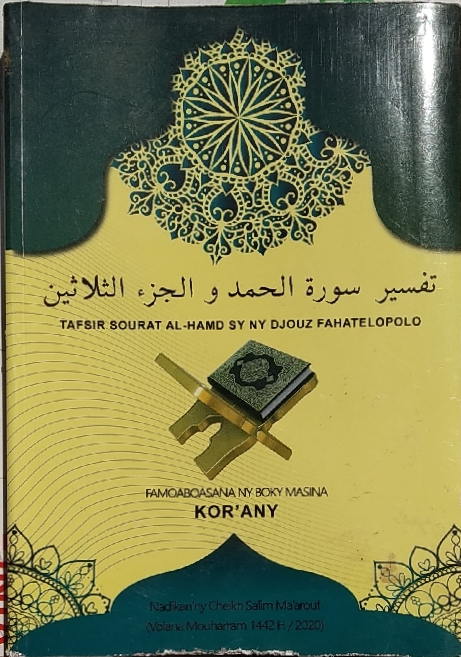 تفسير سورة الحمد و الجزء الثلاثين
TAFSIR SOURAT AL-HAMD SY NY DJOUZ FAHATELOPOLO
FAMOABOASANA NY BOKY MASINA
KOR'ANY
Nadikan'ny Cheikh Salim Ma'arouf
(Volana Mouharram 1442 H / 2020)